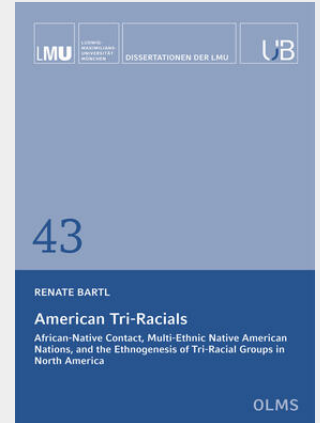 LMU
LUDWIG-
MAXIMILIANS-
UNIVERSITÄT
MÜNCHEN
DISSERTATIONEN DER LMU
UB
43
RENATE BARTL
American Tri-Racials
African-Native Contact, Multi-Ethnic Native American
Nations, and the Ethnogenesis of Tri-Racial Groups in
North America
OLMS